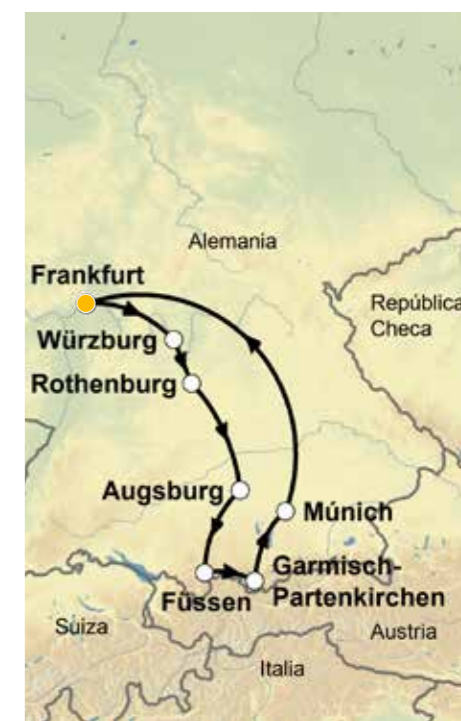 Alemania
Frankfurt
República
Checa
Würzburg
Rothenburg
Augsburg
Múnich
Füssen
Garmisch-
Partenkirchen
Suiza
Austria
Italia